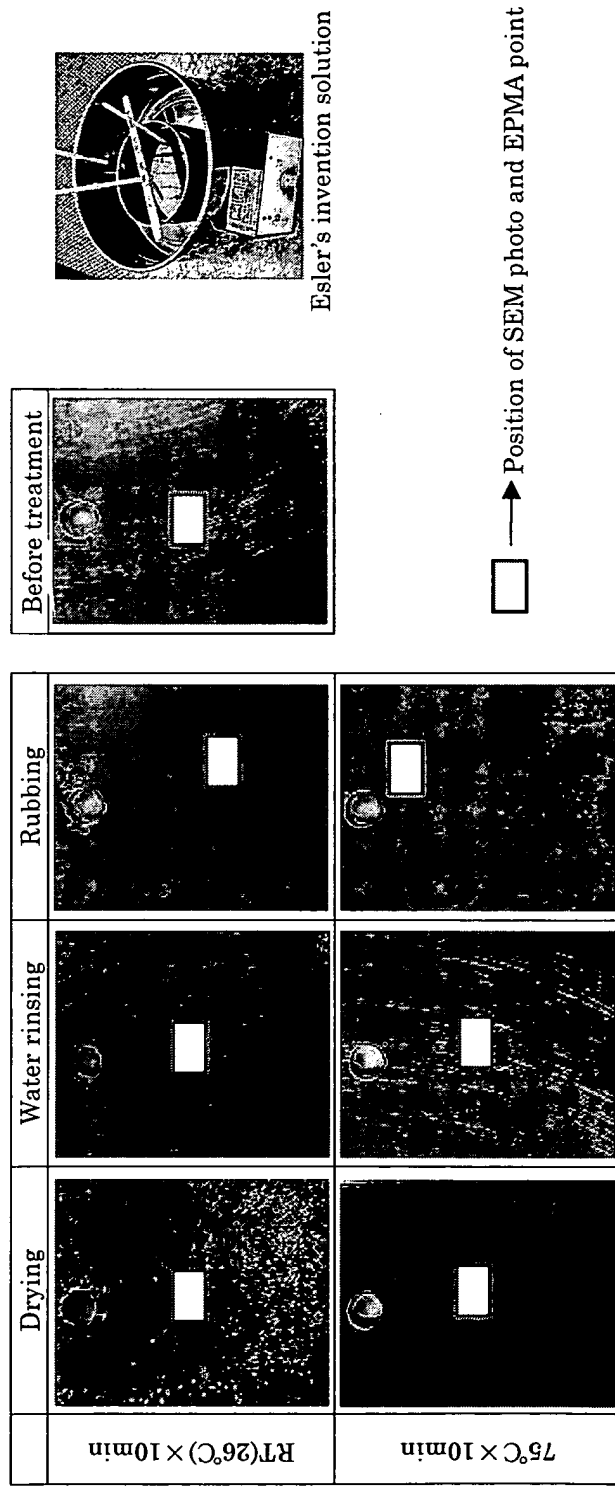 Drying
Water rinsing
Rubbing
Before treatment
RT(26°C)×10min
75°C×10min
Esler's invention solution
Position of SEM photo and EPMA point